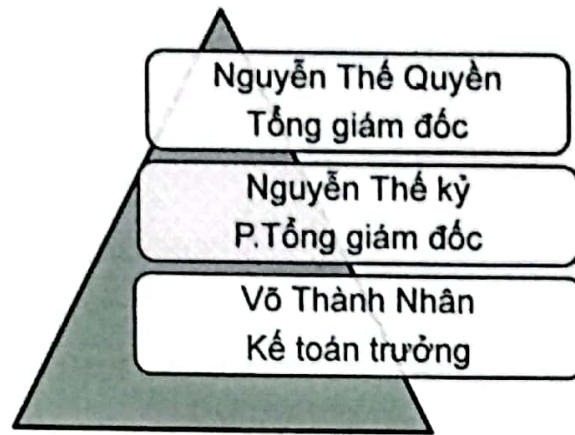 Nguyễn Thế Quyền
Tổng giám đốc
Nguyễn Thế kỷ
P.Tổng giám đốc
Võ Thành Nhân
Kế toán trưởng